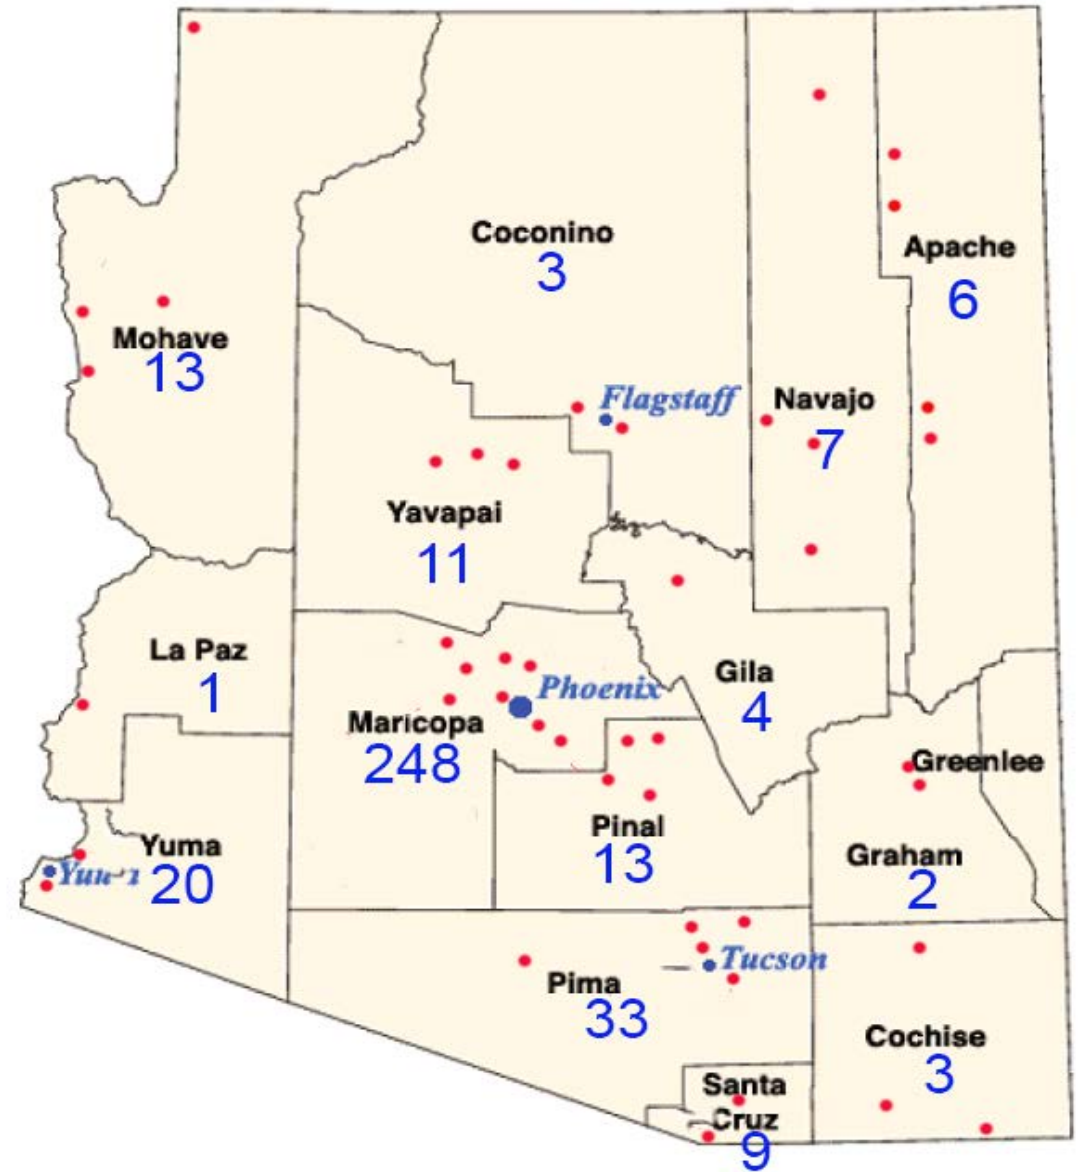 Coconino
3
Apache
6
Mohave
13
Flagstaff
Navajo
7
Yavapai
11
La Paz
1
Gila
4
Phoenix
Maricopa
248
Greenlee
Pinal
13
Yuma
20
Graham
2
Tucson
Pima
33
Cochise
3
Santa
Cruz
9